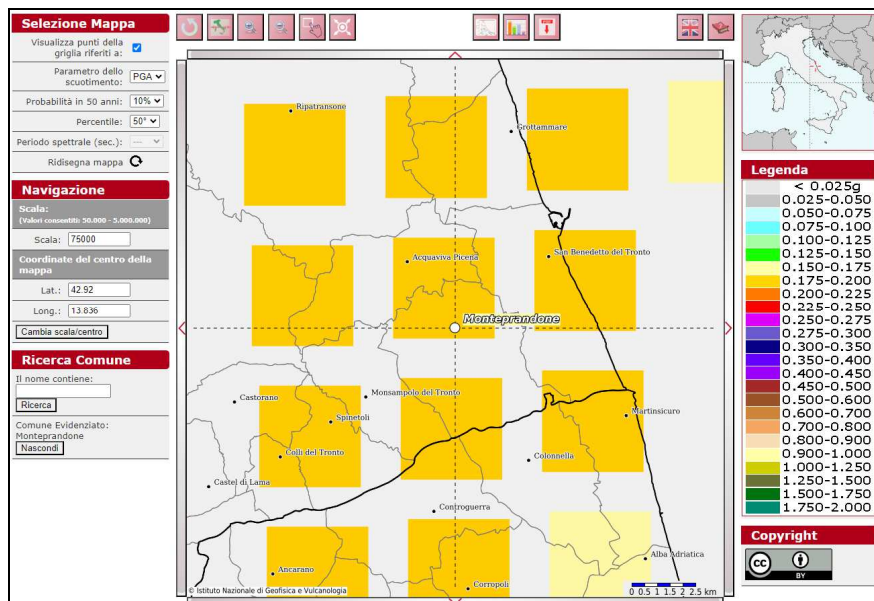 Selezione Mappa
Visualizza punti della
griglia riferiti a:
Parametro dello
scuotimento:
PGA
Probabilità in 50 anni:
10%
Percentile:
50°
Periodo spettrale (sec.):
---
Ridisegna mappa
Navigazione
Scala:
(Valori consentiti: 50.000 - 5.000.000)
Scala:
75000
Coordinate del centro della
mappa
Lat.:
42.92
Long.:
13.836
Cambia scala/centro
Ricerca Comune
Il nome contiene:
Ricerca
Comune Evidenziato:
Monteprandone
Nascondi
Ripatransone
Grottammare
Acquaviva Picena
San Benedetto del Tronto
Monteprandone
Castorano
Monsampolo del Tronto
Spinetoli
Martinsicuro
Colli del Tronto
Colonnella
Castel di Lama
Controguerra
Ancarano
Corropoli
Alba Adriatica
© Istituto Nazionale di Geofisica e Vulcanologia
0 0.5 1 1.5 2 2.5 km
Legenda
< 0.025g
0.025-0.050
0.050-0.075
0.075-0.100
0.100-0.125
0.125-0.150
0.150-0.175
0.175-0.200
0.200-0.225
0.225-0.250
0.250-0.275
0.275-0.300
0.300-0.350
0.350-0.400
0.400-0.450
0.450-0.500
0.500-0.600
0.600-0.700
0.700-0.800
0.800-0.900
0.900-1.000
1.000-1.250
1.250-1.500
1.500-1.750
1.750-2.000
Copyright
cc
BY